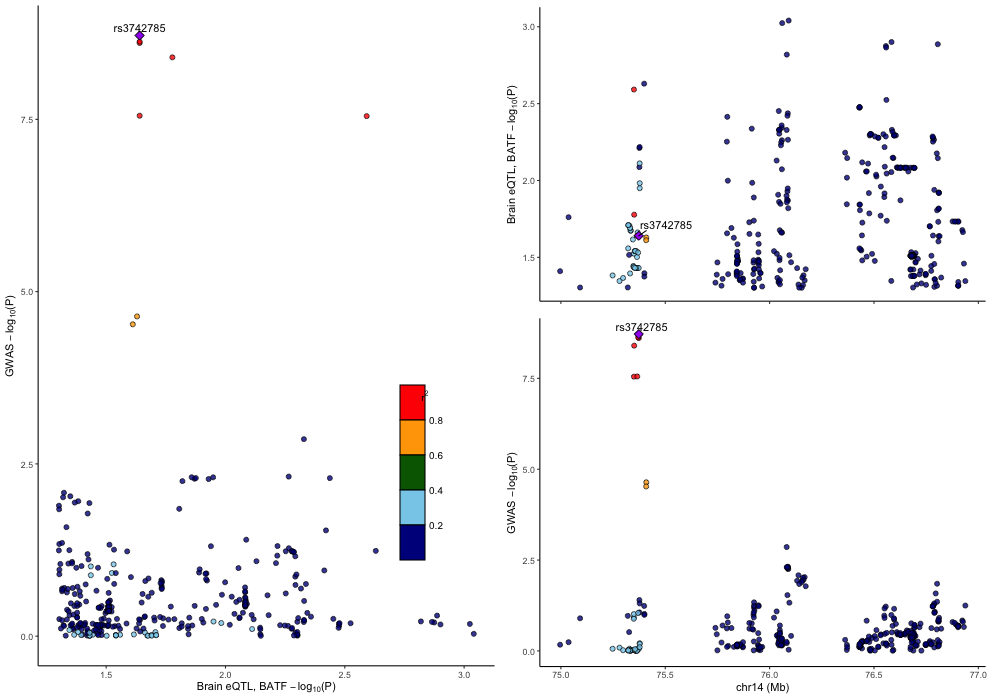 rs3742785
7.5
5.0
2.5
0.0
GWAS − log10(P)
1.5
2.0
2.5
3.0
Brain eQTL, BATF − log10(P)
r2
0.8
0.6
0.4
0.2
3.0
2.5
2.0
1.5
Brain eQTL, BATF − log10(P)
rs3742785
rs3742785
7.5
5.0
2.5
0.0
GWAS − log10(P)
75.0
75.5
76.0
76.5
77.0
chr14 (Mb)